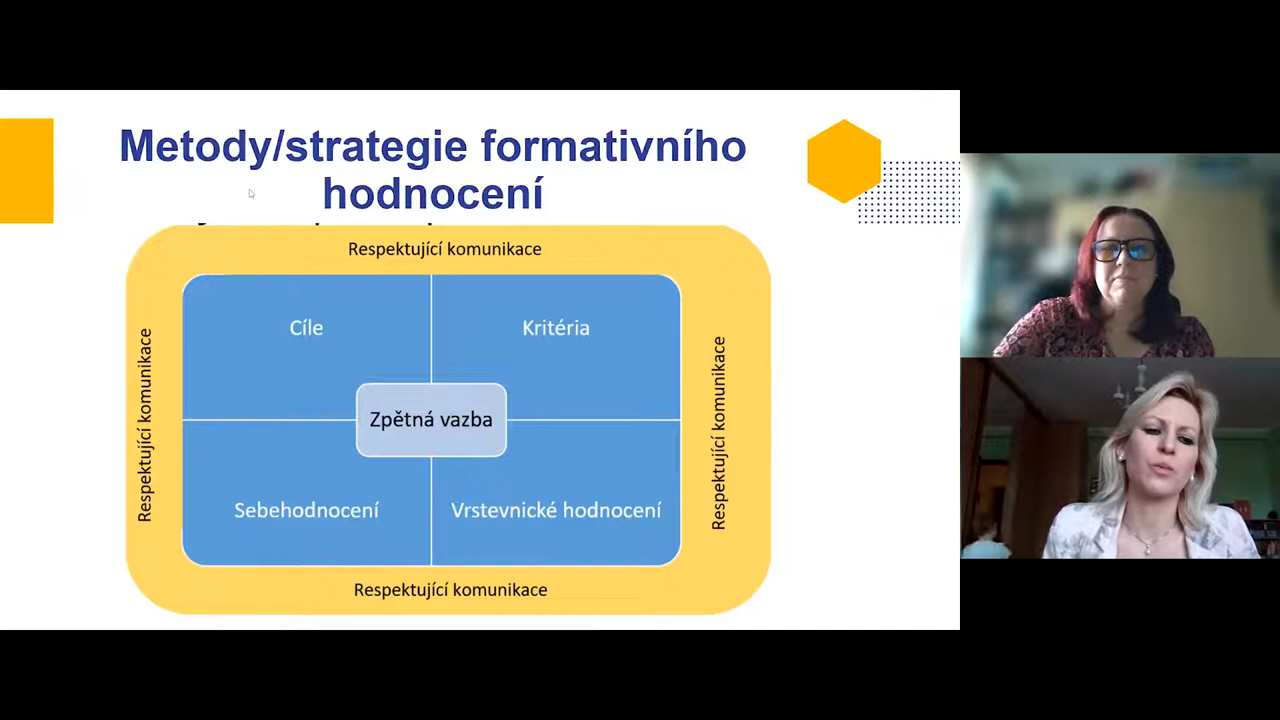 Metody/strategie formativního
hodnocení
Respektující komunikace
Respektující komunikace
Cíle
Kritéria
Respektující komunikace
Zpětná vazba
Sebehodnocení
Vrstevnické hodnocení
Respektující komunikace